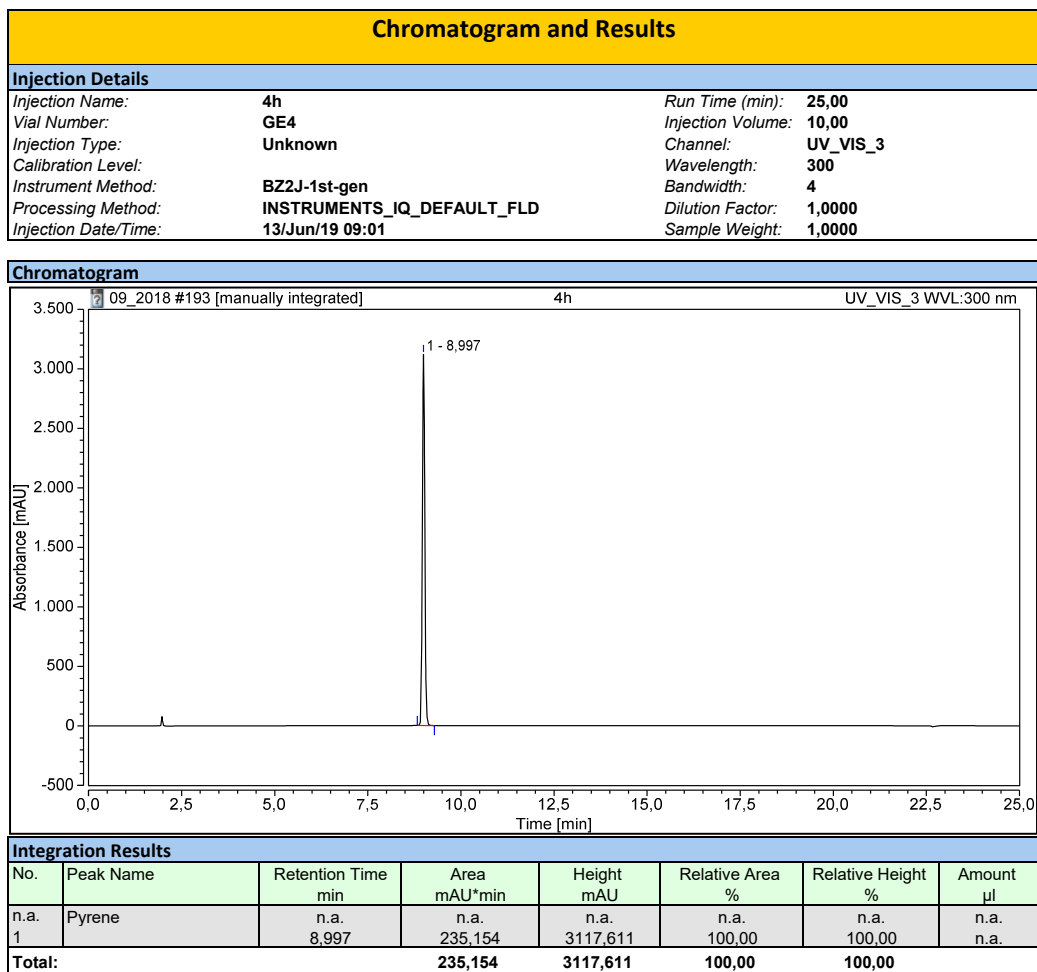 Chromatogram and Results
Injection Details
Injection Name: 4h Run Time (min): 25,00
Vial Number: GE4 Injection Volume: 10,00
Injection Type: Unknown Channel: UV_VIS_3
Calibration Level: Wavelength: 300
Instrument Method: BZ2J-1st-gen Bandwidth: 4
Processing Method: INSTRUMENTS_IQ_DEFAULT_FLD Dilution Factor: 1,0000
Injection Date/Time: 13/Jun/19 09:01 Sample Weight: 1,0000
Chromatogram
? 09_2018 #193 [manually integrated] 4h UV_VIS_3 WVL:300 nm
3.500
1 - 8,997
3.000
2.500
2.000
1.500
1.000
500
0
-500
Absorbance [mAU]
0,0 2,5 5,0 7,5 10,0 12,5 15,0 17,5 20,0 22,5 25,0
Time [min]
Integration Results
No. Peak Name Retention Time Area Height Relative Area Relative Height Amount
min mAU*min mAU % % µl
n.a. Pyrene n.a. n.a. n.a. n.a. n.a. n.a.
1 8,997 235,154 3117,611 100,00 100,00 n.a.
Total: 235,154 3117,611 100,00 100,00